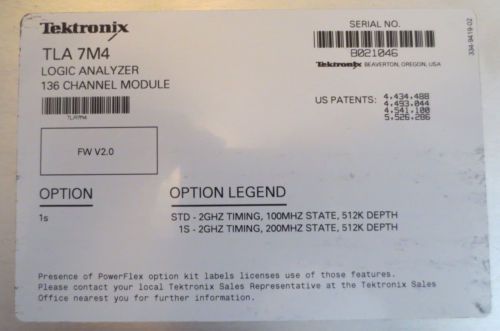 Tektronix
TLA 7M4
LOGIC ANALYZER
136 CHANNEL MODULE
TLA7M4
FW V2.0
SERIAL NO.
B021046
Tektronix BEAVERTON, OREGON, USA
334-9419-02
US PATENTS: 4.434.488
4.493.044
4.541.100
5.526.286
OPTION
1s
OPTION LEGEND
STD - 2GHZ TIMING, 100MHZ STATE, 512K DEPTH
1S - 2GHZ TIMING, 200MHZ STATE, 512K DEPTH
Presence of PowerFlex option kit labels licenses use of those features.
Please contact your local Tektronix Sales Representative at the Tektronix Sales
Office nearest you for further information.